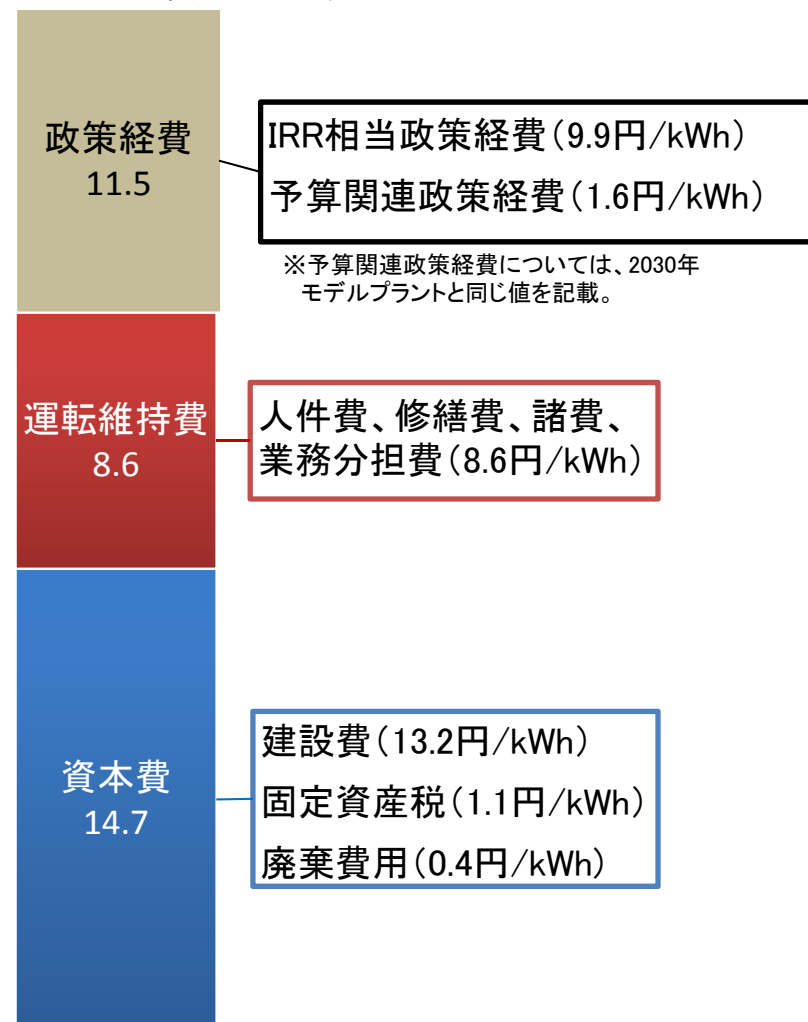 政策経費
11.5
IRR相当政策経費(9.9円/kWh)
予算関連政策経費(1.6円/kWh)
※予算関連政策経費については、2030年
モデルプラントと同じ値を記載。
運転維持費
8.6
人件費、修繕費、諸費、
業務分担費(8.6円/kWh)
資本費
14.7
建設費(13.2円/kWh)
固定資産税(1.1円/kWh)
廃棄費用(0.4円/kWh)